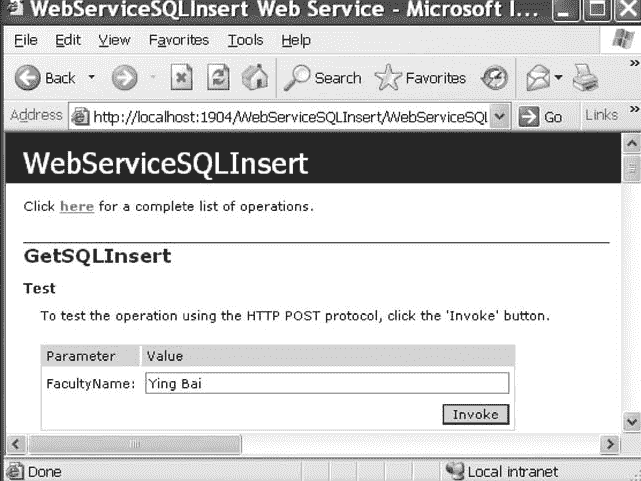 WebServiceSQLInsert Web Service - Microsoft I...
File Edit View Favorites Tools Help
Back Search Favorites »
Address http://localhost:1904/WebServiceSQLInsert/WebServiceSQI Go Links »
WebServiceSQLInsert
Click here for a complete list of operations.
GetSQLInsert
Test
To test the operation using the HTTP POST protocol, click the 'Invoke' button.
Parameter Value
FacultyName: Ying Bai
Invoke
Done Local intranet